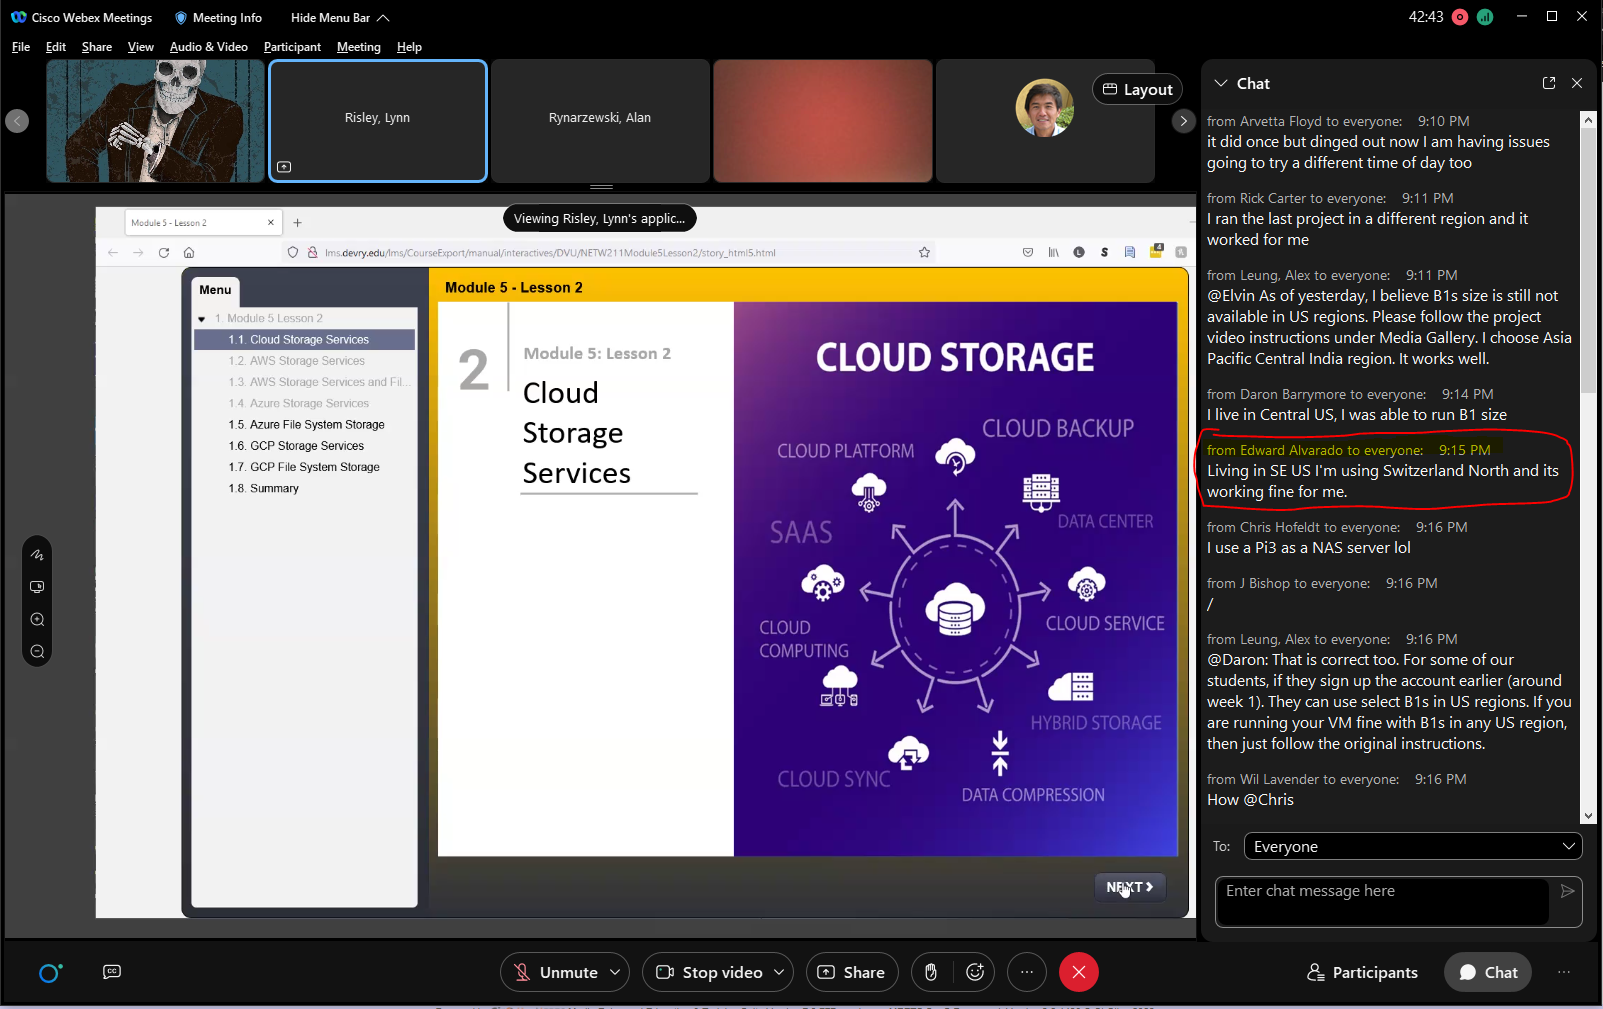 Cisco Webex Meetings
Meeting Info
Hide Menu Bar
42:43
File Edit Share View Audio & Video Participant Meeting Help
Risley, Lynn
Rynarzewski, Alan
Layout
Viewing Risley, Lynn's applic...
Module 5 - Lesson 2
lms.devry.edu/lms/CourseExport/manual/interactives/DVU/NETW211Module5Lesson2/story_html5.html
Menu
1. Module 5 Lesson 2
1.1. Cloud Storage Services
1.2. AWS Storage Services
1.3. AWS Storage Services and Fil...
1.4. Azure Storage Services
1.5. Azure File System Storage
1.6. GCP Storage Services
1.7. GCP File System Storage
1.8. Summary
Module 5 - Lesson 2
2
Module 5: Lesson 2
Cloud
Storage
Services
CLOUD STORAGE
CLOUD BACKUP
CLOUD PLATFORM
DATA CENTER
SAAS
CLOUD SERVICE
CLOUD
COMPUTING
HYBRID STORAGE
CLOUD SYNC
DATA COMPRESSION
NEXT
Chat
from Arvetta Floyd to everyone: 9:10 PM
it did once but dinged out now I am having issues
going to try a different time of day too
from Rick Carter to everyone: 9:11 PM
I ran the last project in a different region and it
worked for me
from Leung, Alex to everyone: 9:11 PM
@Elvin As of yesterday, I believe B1s size is still not
available in US regions. Please follow the project
video instructions under Media Gallery. I choose Asia
Pacific Central India region. It works well.
from Daron Barrymore to everyone: 9:14 PM
I live in Central US, I was able to run B1 size
from Edward Alvarado to everyone: 9:15 PM
Living in SE US I'm using Switzerland North and its
working fine for me.
from Chris Hofeldt to everyone: 9:16 PM
I use a Pi3 as a NAS server lol
from J Bishop to everyone: 9:16 PM
/
from Leung, Alex to everyone: 9:16 PM
@Daron: That is correct too. For some of our
students, if they sign up the account earlier (around
week 1). They can use select B1s in US regions. If you
are running your VM fine with B1s in any US region,
then just follow the original instructions.
from Wil Lavender to everyone: 9:16 PM
How @Chris
To: Everyone
Enter chat message here
Unmute
Stop video
Share
Participants
Chat